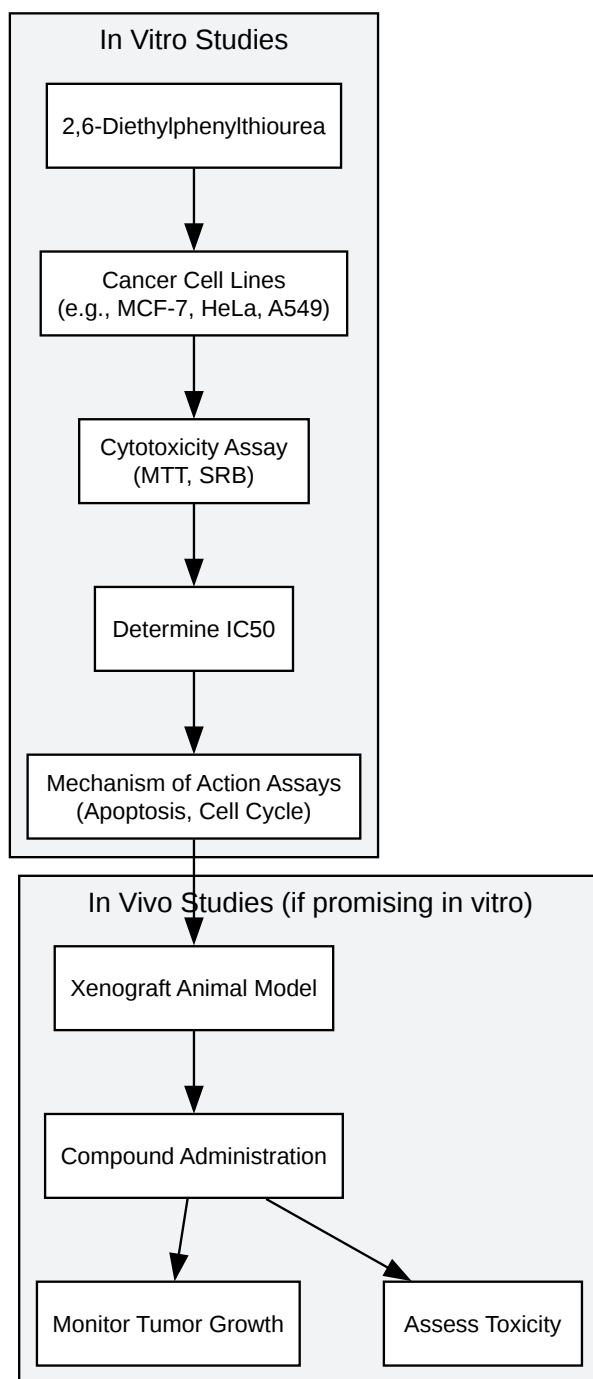 In Vitro Studies
2,6-Diethylphenylthiourea
Cancer Cell Lines
(e.g., MCF-7, HeLa, A549)
Cytotoxicity Assay
(MTT, SRB)
Determine IC50
Mechanism of Action Assays
(Apoptosis, Cell Cycle)
In Vivo Studies (if promising in vitro)
Xenograft Animal Model
Compound Administration
Monitor Tumor Growth
Assess Toxicity